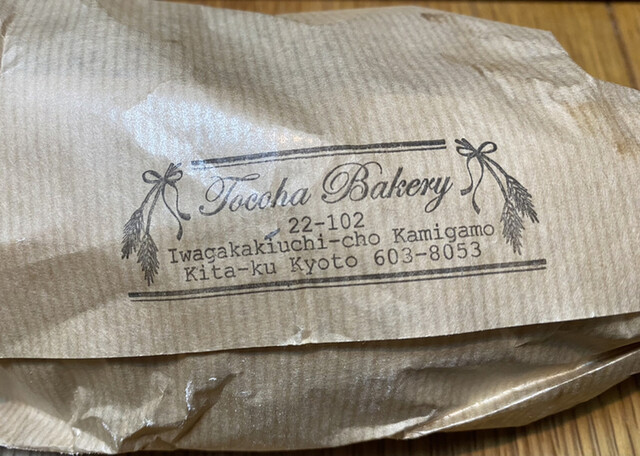 Tocoha Bakery
22-102
Iwagakakiuchi-cho Kamigamo
Kita-ku Kyoto 603-8053